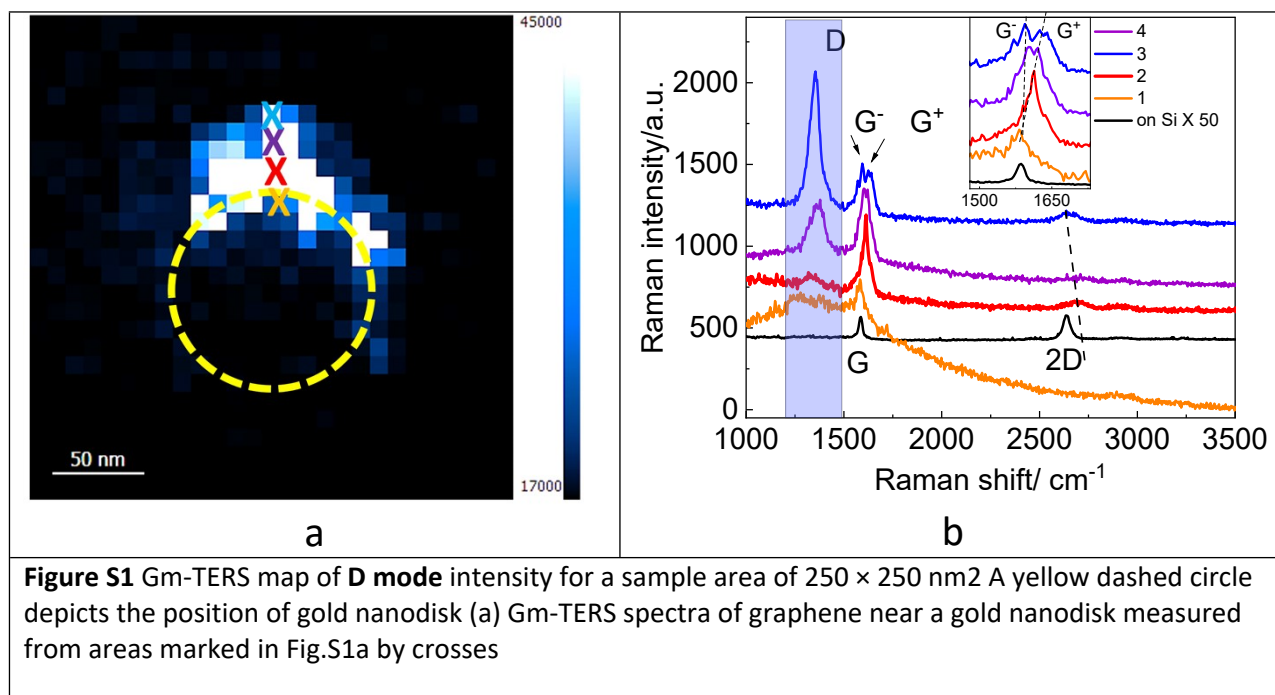 45000
X
X
X
X
50 nm
17000
a
D
G⁻ G⁺
4
3
2
1
on Si X 50
1500 1650
G⁻ G⁺
G 2D
Raman intensity/a.u.
2000
1500
1000
500
0
1000 1500 2000 2500 3000 3500
Raman shift/ cm⁻¹
b
Figure S1 Gm-TERS map of D mode intensity for a sample area of 250 × 250 nm2 A yellow dashed circle
depicts the position of gold nanodisk (a) Gm-TERS spectra of graphene near a gold nanodisk measured
from areas marked in Fig.S1a by crosses